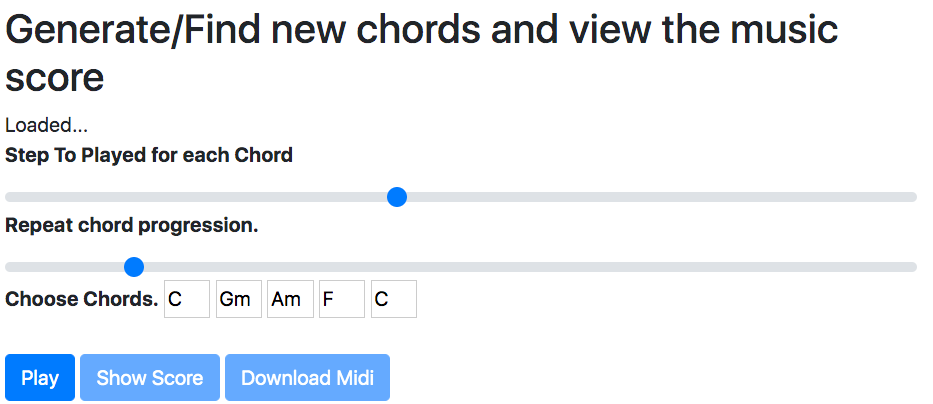 Generate/Find new chords and view the music
score
Loaded...
Step To Played for each Chord
Repeat chord progression.
Choose Chords. C Gm Am F C
Play Show Score Download Midi